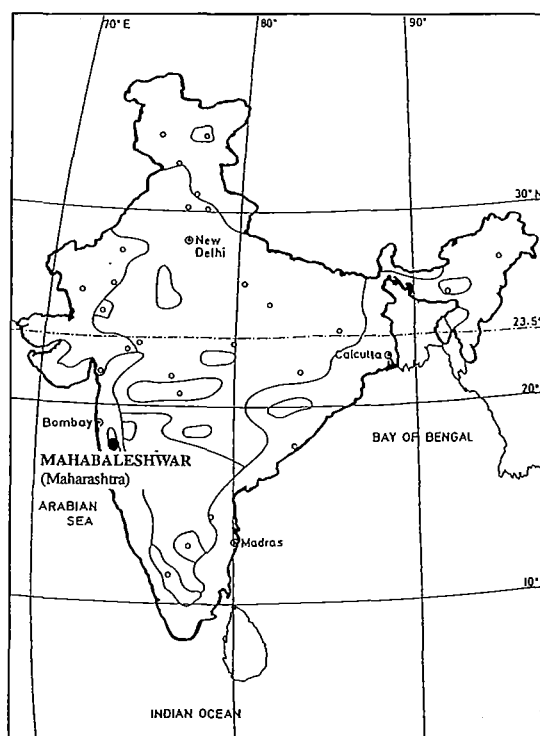 70°E
80°
90°
30°N
New
Delhi
23.5°
Calcutta
20°
Bombay
BAY OF BENGAL
MAHABALESHWAR
(Maharashtra)
ARABIAN
SEA
Madras
10°
INDIAN OCEAN